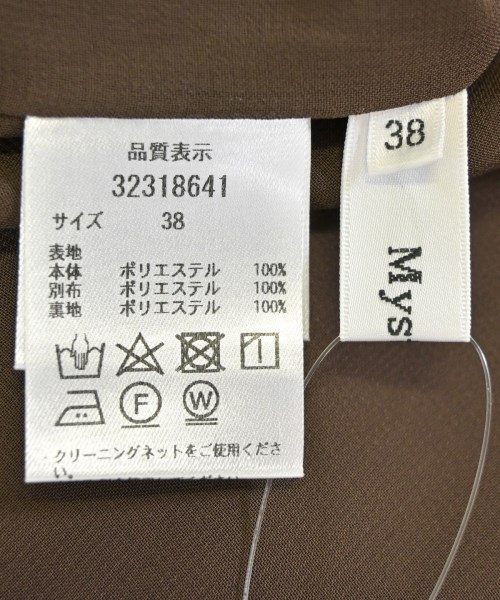 品質表示
32318641
サイズ 38
表地
本体 ポリエステル 100%
別布 ポリエステル 100%
裏地 ポリエステル 100%
F
W
クリーニングネットをご使用くださ
い。
38
Mys